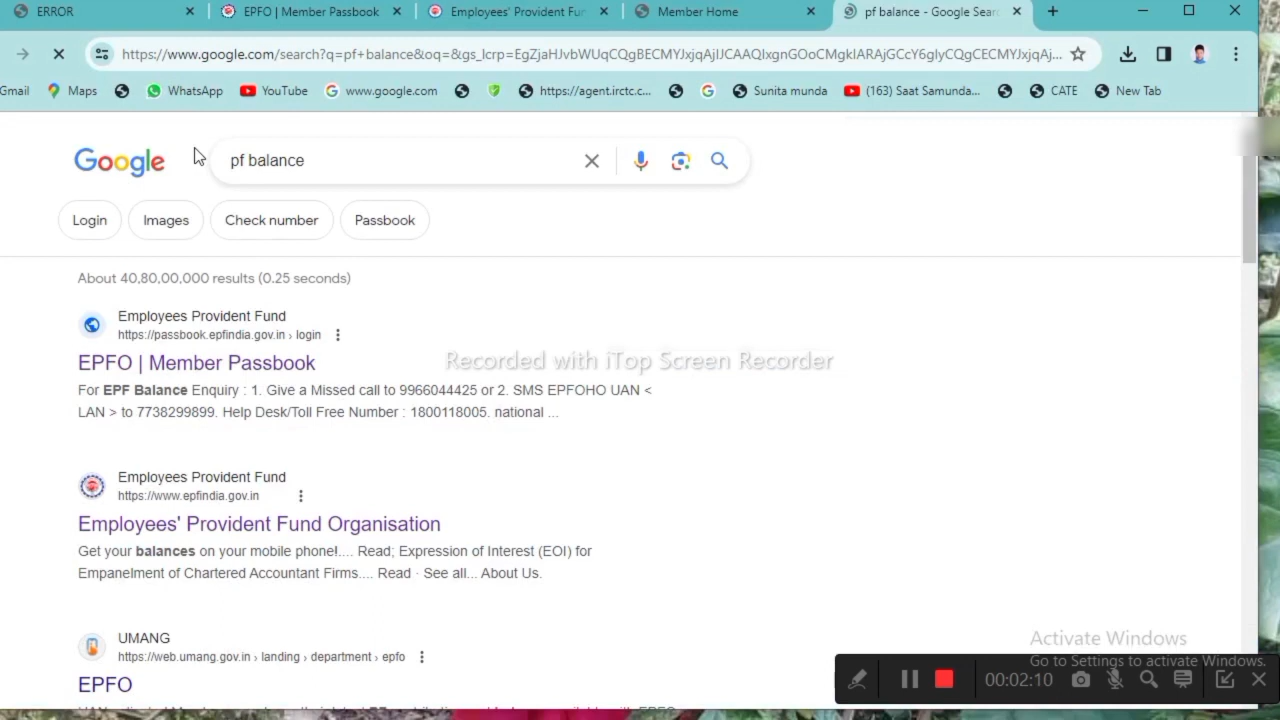 ERROR
EPFO | Member Passbook
Employees' Provident Fun
Member Home
pf balance - Google Sear
https://www.google.com/search?q=pf+balance&oq=&gs_lcrp=EgZjaHJvbWUqCQgBECMYJxjqAjIJCAAQIxgnGOoCMgkIARAjGCcY6gIyCQgCECMYJxjqAj...
Gmail
Maps
WhatsApp
YouTube
www.google.com
https://agent.irctc.c...
Sunita munda
(163) Saat Samunda...
CATE
New Tab
Google
pf balance
Login
Images
Check number
Passbook
About 40,80,00,000 results (0.25 seconds)
Employees Provident Fund
https://passbook.epfindia.gov.in › login
EPFO | Member Passbook
For EPF Balance Enquiry : 1. Give a Missed call to 9966044425 or 2. SMS EPFOHO UAN <
LAN > to 7738299899. Help Desk/Toll Free Number : 1800118005. national ...
Recorded with iTop Screen Recorder
Employees Provident Fund
https://www.epfindia.gov.in
Employees' Provident Fund Organisation
Get your balances on your mobile phone!.... Read; Expression of Interest (EOI) for
Empanelment of Chartered Accountant Firms.... Read · See all... About Us.
UMANG
https://web.umang.gov.in › landing › department › epfo
EPFO
Activate Windows
Go to Settings to activate Windows.
00:02:10